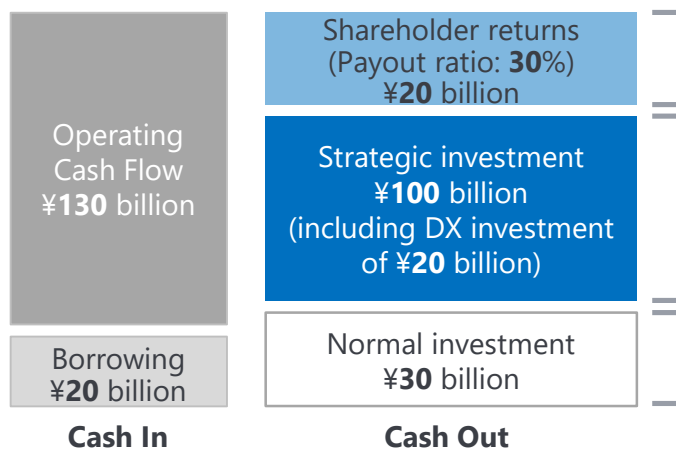 Operating
Cash Flow
¥130 billion
Borrowing
¥20 billion
Cash In
Shareholder returns
(Payout ratio: 30%)
¥20 billion
Strategic investment
¥100 billion
(including DX investment
of ¥20 billion)
Normal investment
¥30 billion
Cash Out